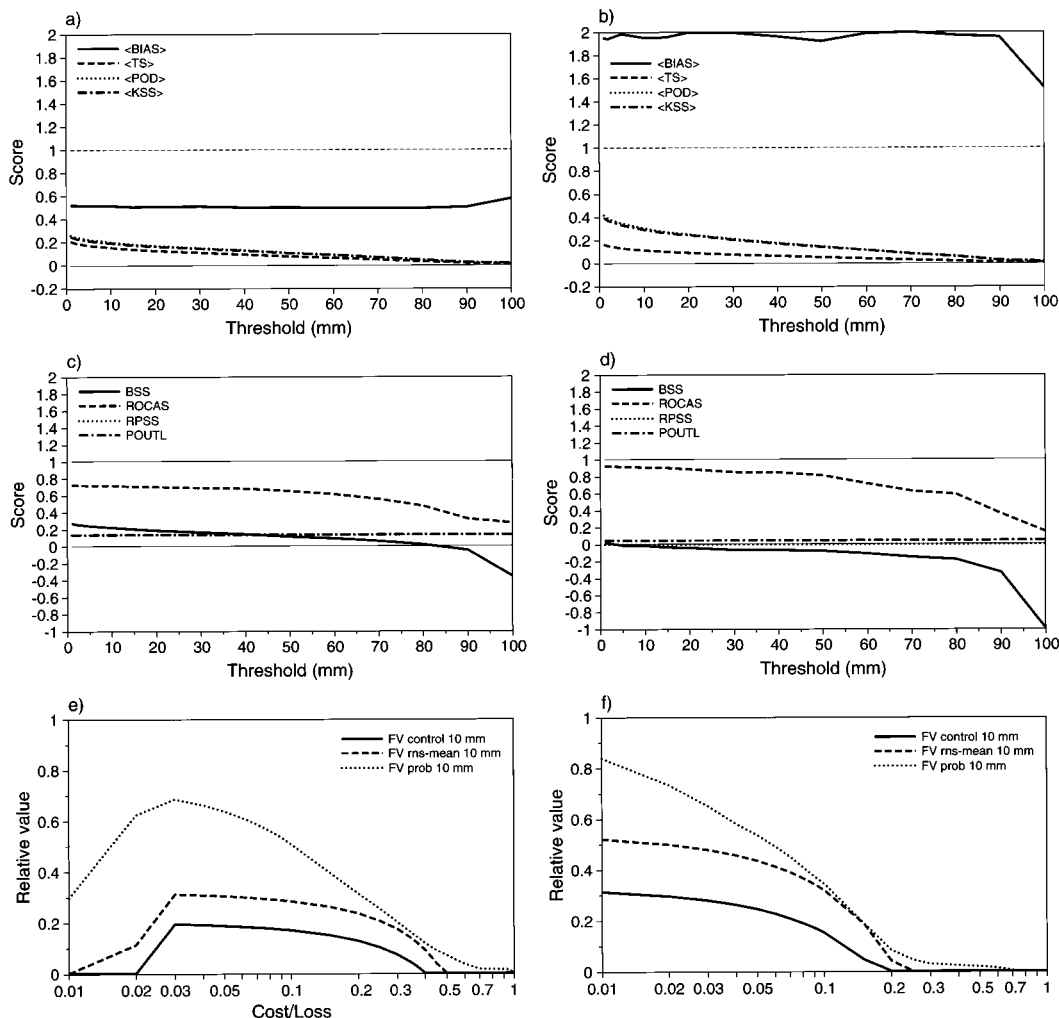 a)
2
1.8
1.6
1.4
1.2
1
0.8
0.6
0.4
0.2
0
-0.2
Score
<BIAS>
<TS>
<POD>
<KSS>
0 10 20 30 40 50 60 70 80 90 100
Threshold (mm)
b)
2
1.8
1.6
1.4
1.2
1
0.8
0.6
0.4
0.2
0
-0.2
Score
<BIAS>
<TS>
<POD>
<KSS>
0 10 20 30 40 50 60 70 80 90 100
Threshold (mm)
c)
2
1.8
1.6
1.4
1.2
1
0.8
0.6
0.4
0.2
0
-0.2
-0.4
-0.6
-0.8
-1
Score
BSS
ROCAS
RPSS
POUTL
0 10 20 30 40 50 60 70 80 90 100
Threshold (mm)
d)
2
1.8
1.6
1.4
1.2
1
0.8
0.6
0.4
0.2
0
-0.2
-0.4
-0.6
-0.8
-1
Score
BSS
ROCAS
RPSS
POUTL
0 10 20 30 40 50 60 70 80 90 100
Threshold (mm)
e)
1
0.8
0.6
0.4
0.2
0
Relative value
FV control 10 mm
FV rns-mean 10 mm
FV prob 10 mm
0.01 0.02 0.03 0.05 0.1 0.2 0.3 0.5 0.7 1
Cost/Loss
f)
1
0.8
0.6
0.4
0.2
0
Relative value
FV control 10 mm
FV rns-mean 10 mm
FV prob 10 mm
0.01 0.02 0.03 0.05 0.1 0.2 0.3 0.5 0.7 1